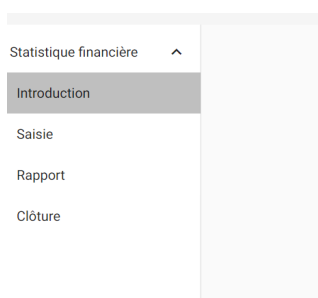 Statistique financière
Introduction
Saisie
Rapport
Clôture